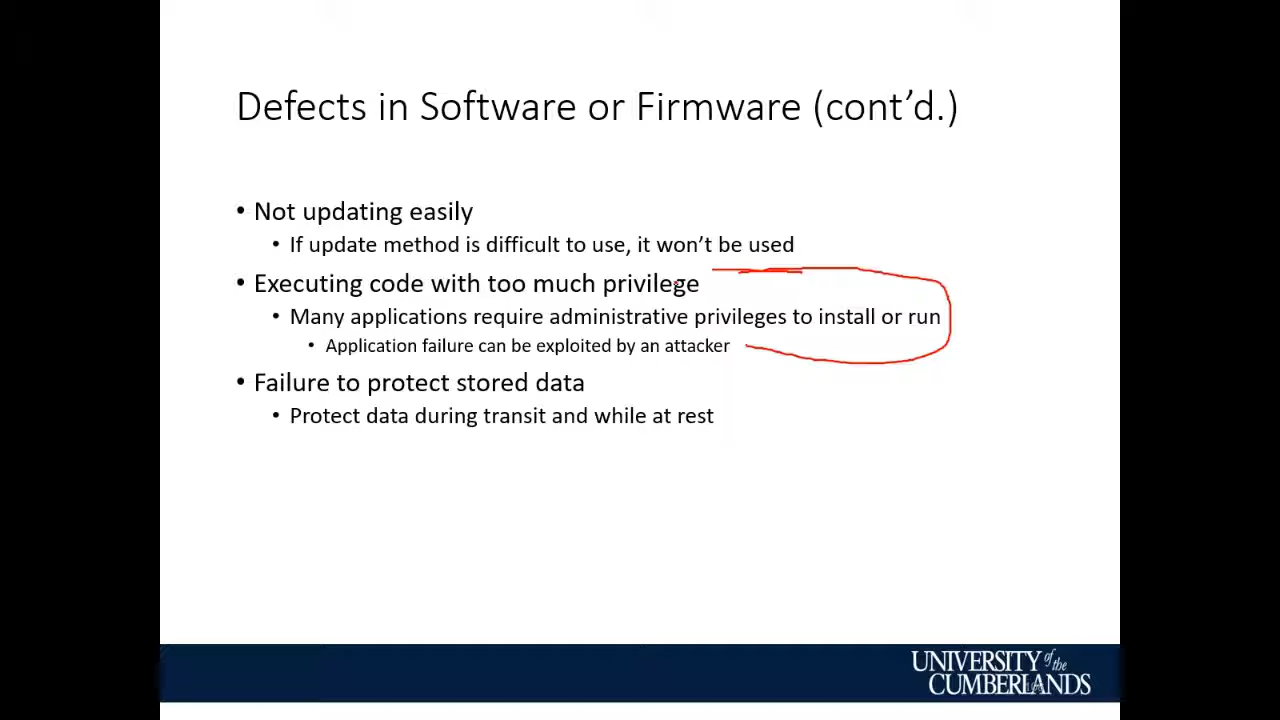 Defects in Software or Firmware (cont’d.)
• Not updating easily
• If update method is difficult to use, it won’t be used
• Executing code with too much privilege
• Many applications require administrative privileges to install or run
• Application failure can be exploited by an attacker
• Failure to protect stored data
• Protect data during transit and while at rest
UNIVERSITY of the
CUMBERLANDS